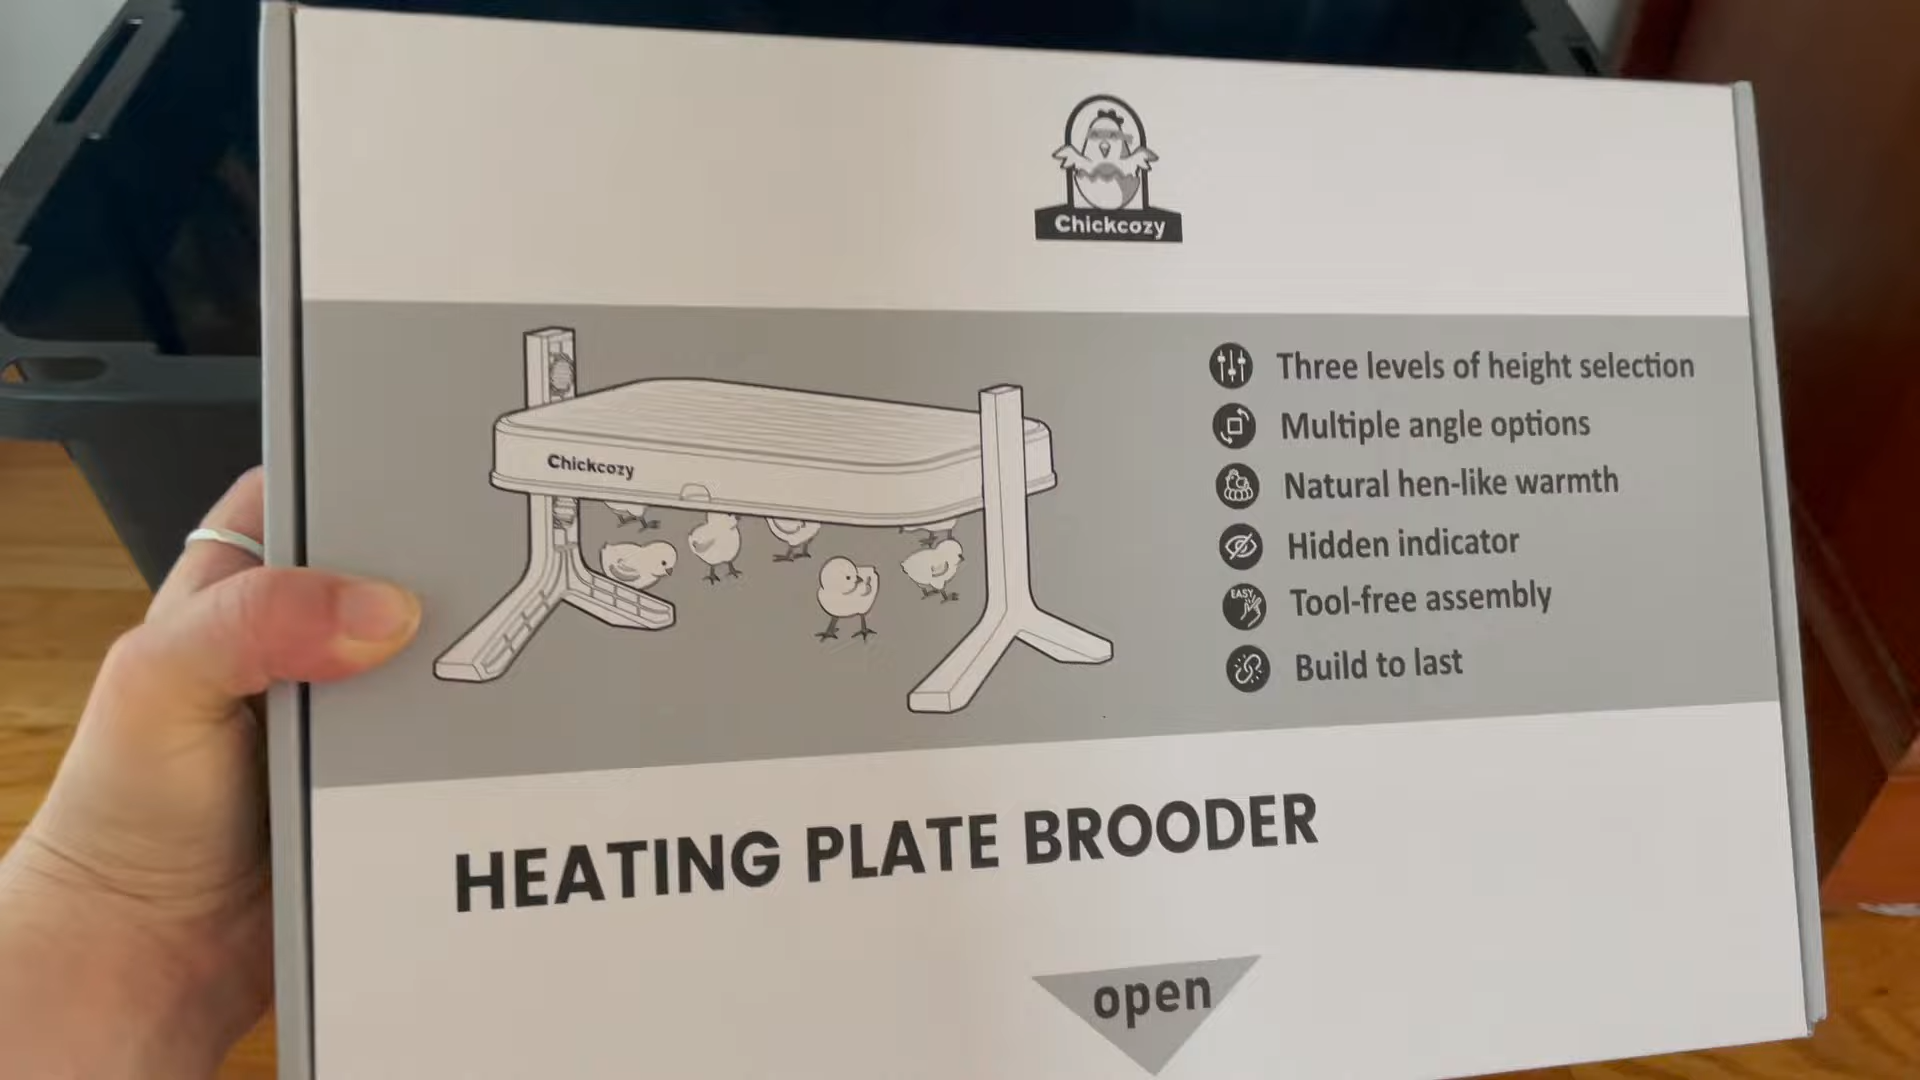 Chickcozy
Chickcozy
Three levels of height selection
Multiple angle options
Natural hen-like warmth
Hidden indicator
EASY
Tool-free assembly
Build to last
HEATING PLATE BROODER
open